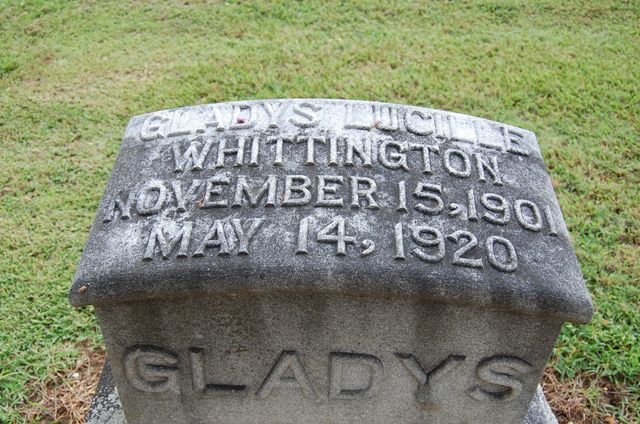 GLADYS LUCILLE
WHITTINGTON
NOVEMBER 15, 1901
MAY 14, 1920
GLADYS